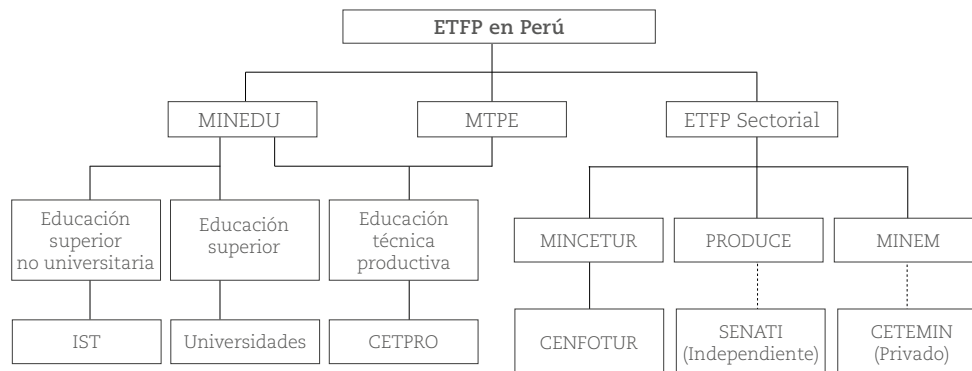 ETFP en Perú
MINEDU
MTPE
ETFP Sectorial
Educación
superior
no universitaria
Educación
superior
Educación
técnica
productiva
MINCETUR
PRODUCE
MINEM
IST
Universidades
CETPRO
CENFOTUR
SENATI
(Independiente)
CETEMIN
(Privado)